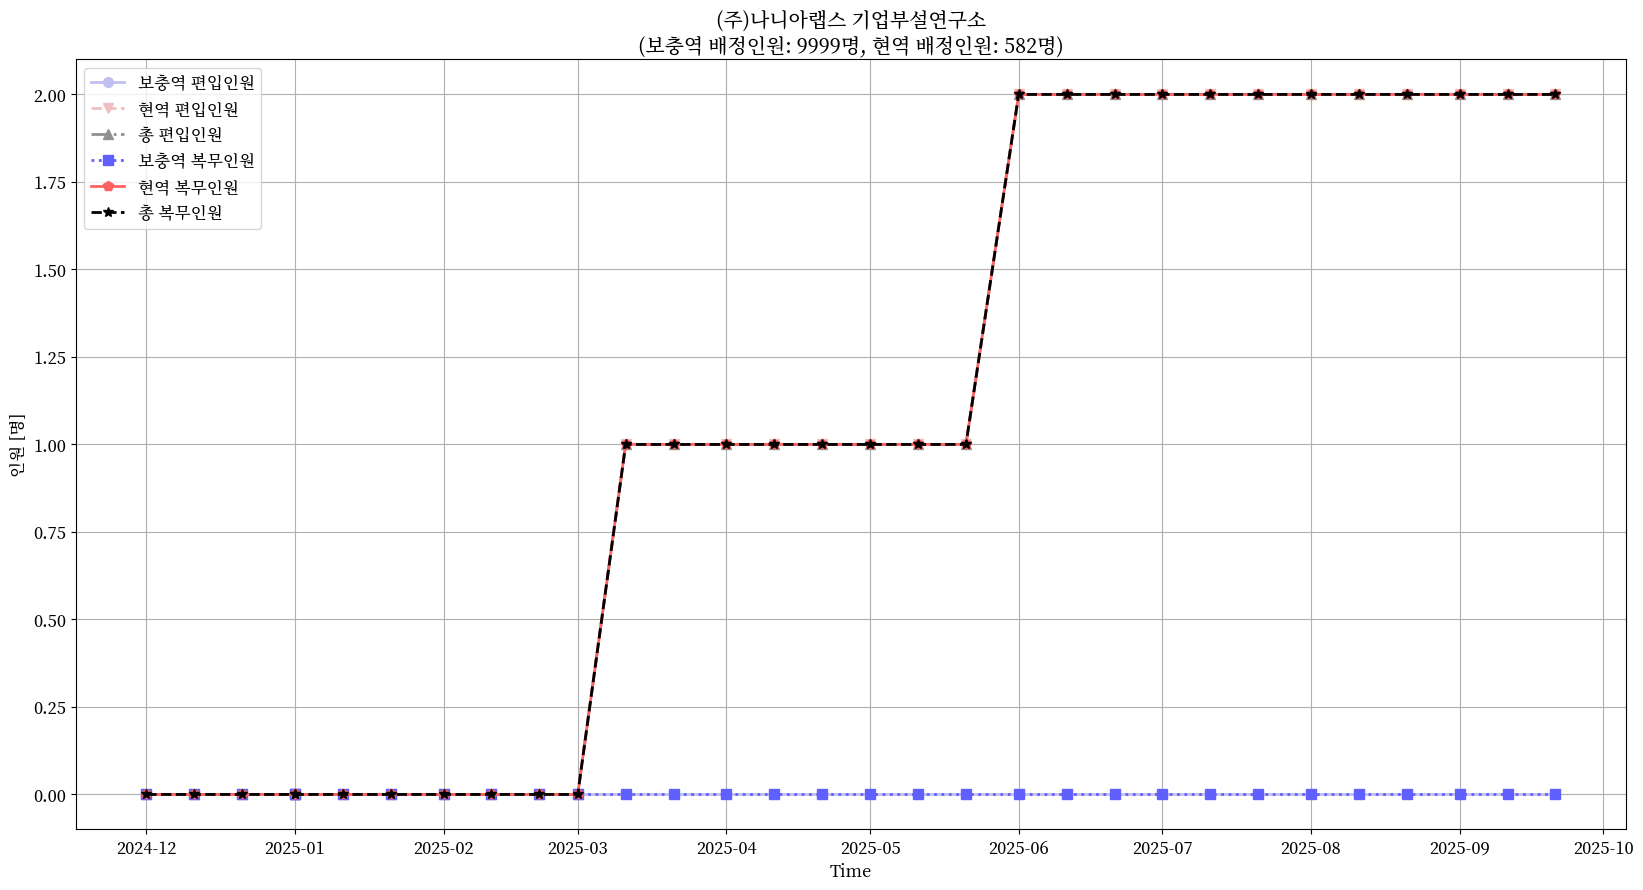 (주)나니아랩스 기업부설연구소
(보충역 배정인원: 9999명, 현역 배정인원: 582명)
보충역 편입인원
현역 편입인원
총 편입인원
보충역 복무인원
현역 복무인원
총 복무인원
2.00
1.75
1.50
1.25
1.00
0.75
0.50
0.25
0.00
인원 [명]
2024-12 2025-01 2025-02 2025-03 2025-04 2025-05 2025-06 2025-07 2025-08 2025-09 2025-10
Time